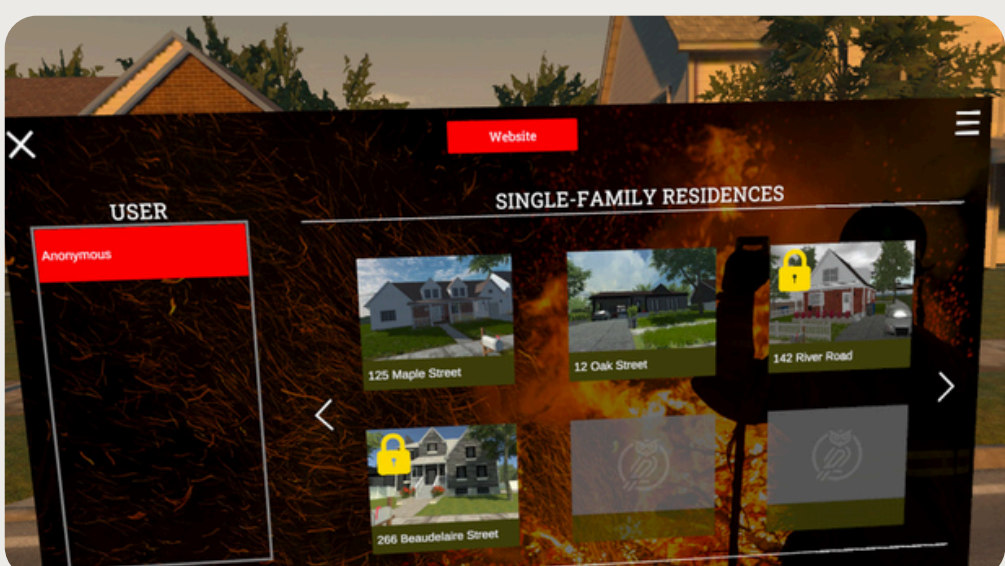 Website
USER
SINGLE-FAMILY RESIDENCES
Anonymous
125 Maple Street
12 Oak Street
142 River Road
266 Beaudelaire Street